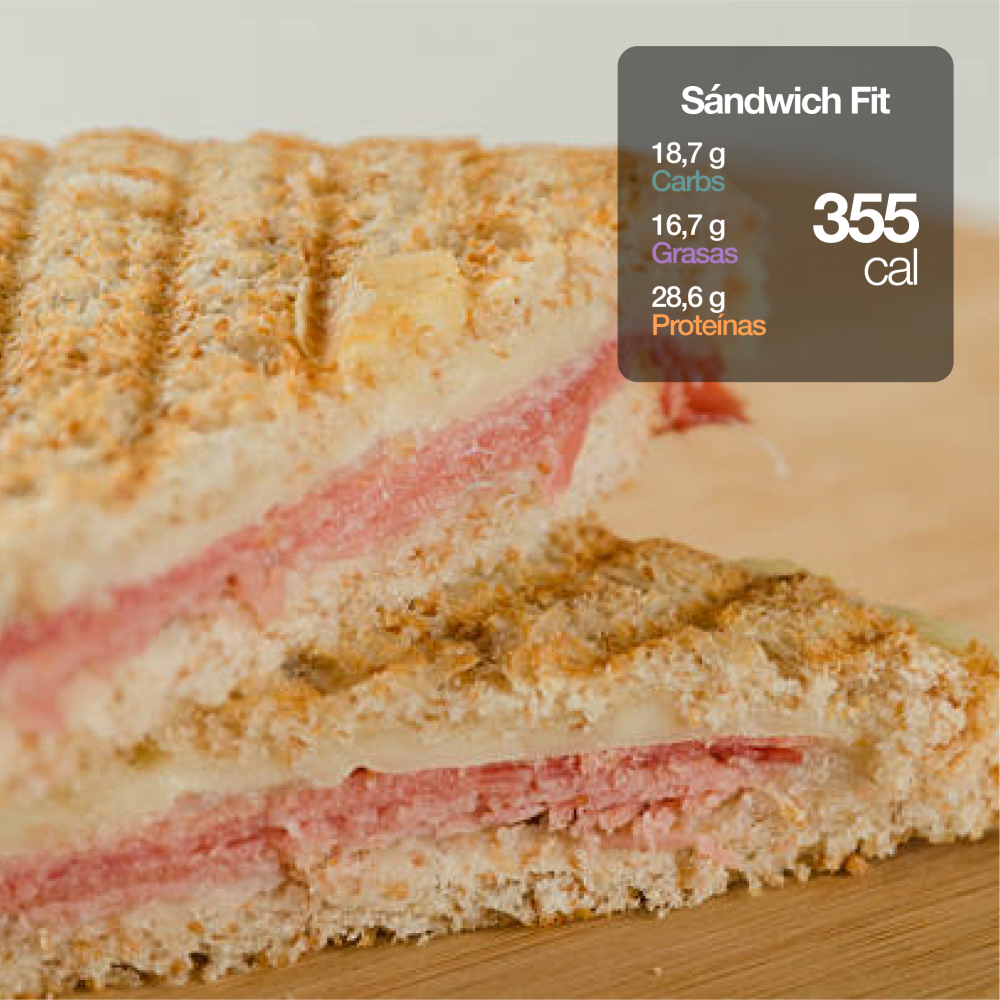 Sándwich Fit
18,7 g
Carbs
16,7 g
Grasas
28,6 g
Proteínas
355
cal